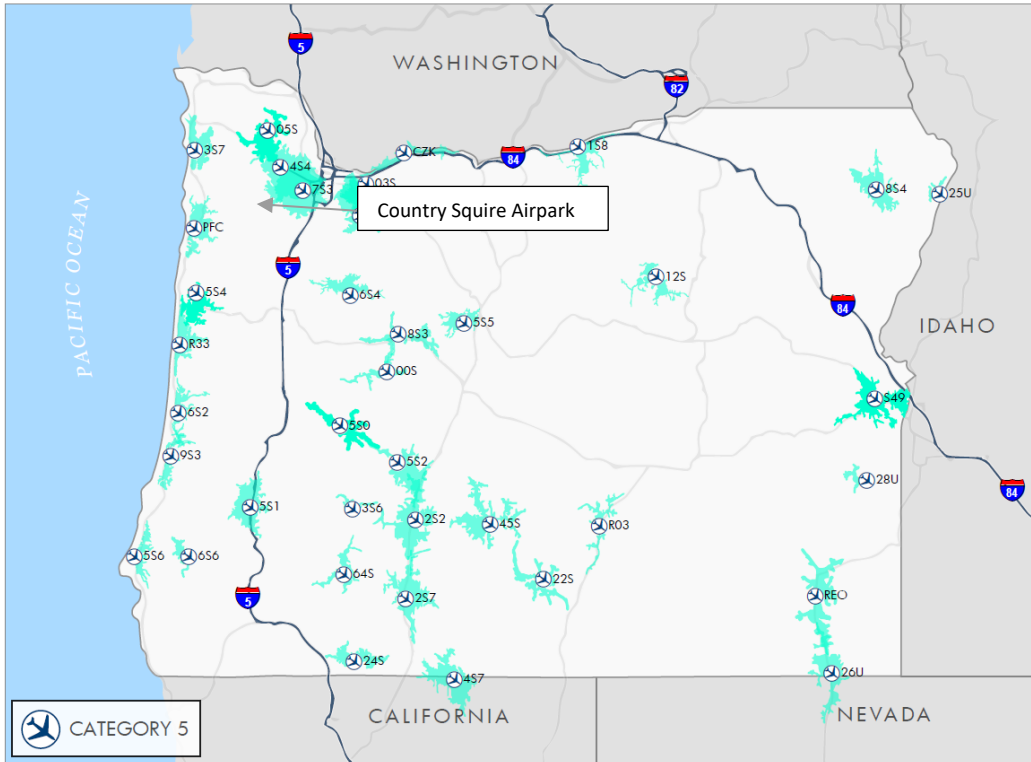 WASHINGTON
5
82
05S
3S7
CZK
84
1S8
4S4
7S3
03S
8S4
25U
Country Squire Airpark
PFC
PACIFIC OCEAN
5
12S
5S4
6S4
84
5S5
IDAHO
8S3
R33
00S
S49
6S2
5S0
9S3
5S2
28U
84
5S1
3S6
2S2
45S
R03
5S6
6S6
64S
22S
5
2S7
REO
24S
26U
4S7
CALIFORNIA
NEVADA
CATEGORY 5